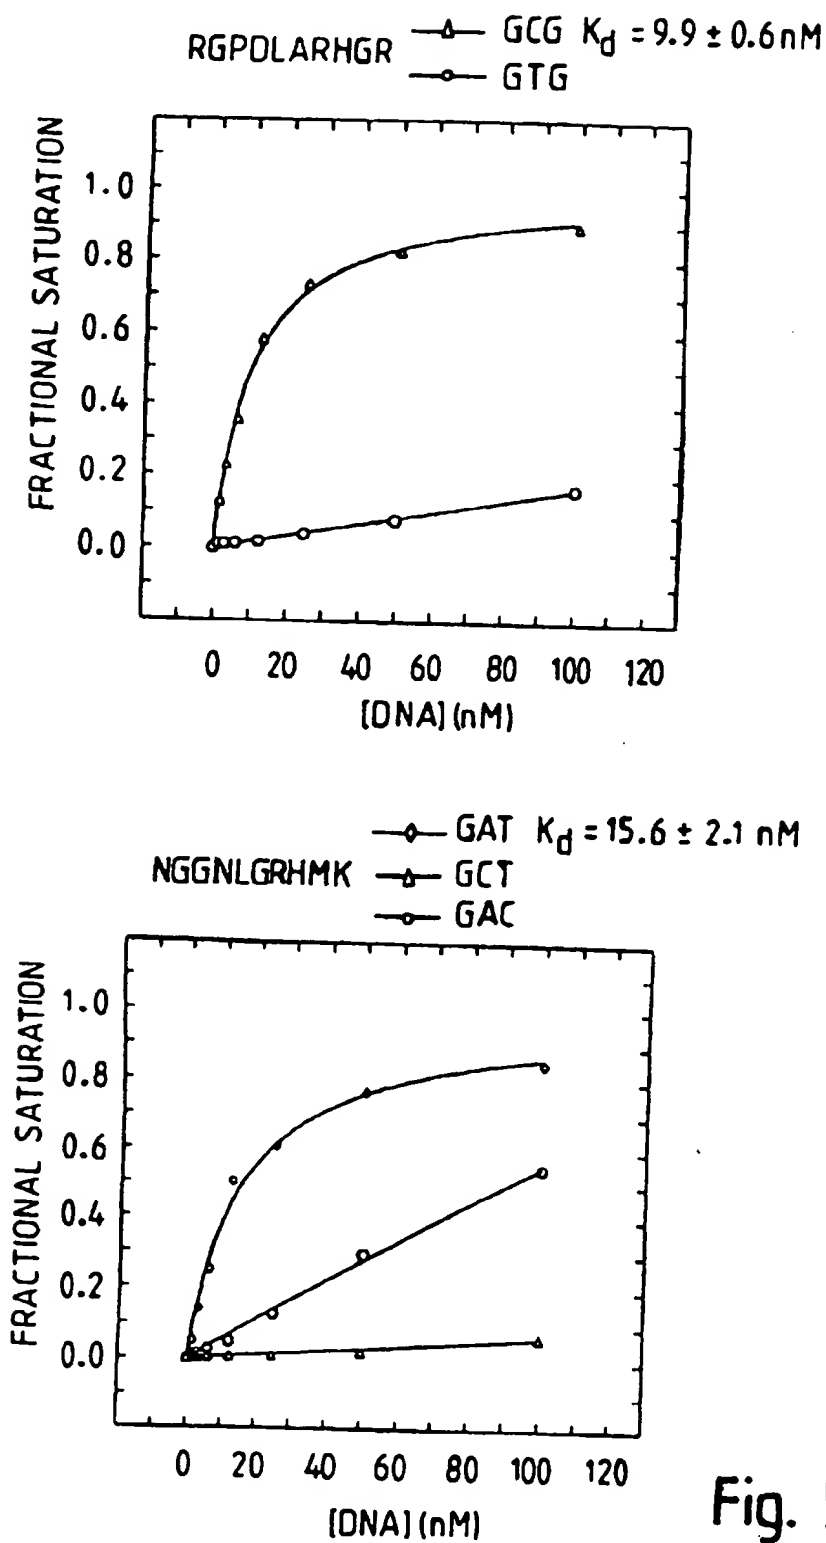 RGPDLARHGR
GCG Kd = 9.9 ± 0.6 nM
GTG
FRACTIONAL SATURATION
1.0
0.8
0.6
0.4
0.2
0.0
0 20 40 60 80 100 120
[DNA] (nM)
NGGNLGRHMK
GAT Kd = 15.6 ± 2.1 nM
GCT
GAC
FRACTIONAL SATURATION
1.0
0.8
0.6
0.4
0.2
0.0
0 20 40 60 80 100 120
[DNA] (nM)
Fig.